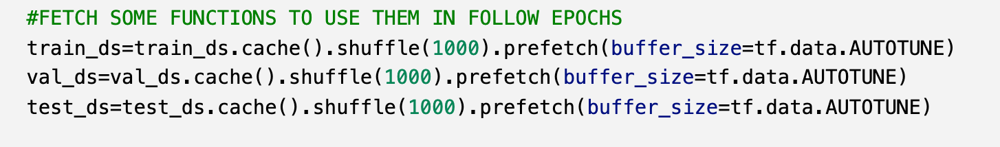 #FETCH SOME FUNCTIONS TO USE THEM IN FOLLOW EPOCHS
train_ds=train_ds.cache().shuffle(1000).prefetch(buffer_size=tf.data.AUTOTUNE)
val_ds=val_ds.cache().shuffle(1000).prefetch(buffer_size=tf.data.AUTOTUNE)
test_ds=test_ds.cache().shuffle(1000).prefetch(buffer_size=tf.data.AUTOTUNE)